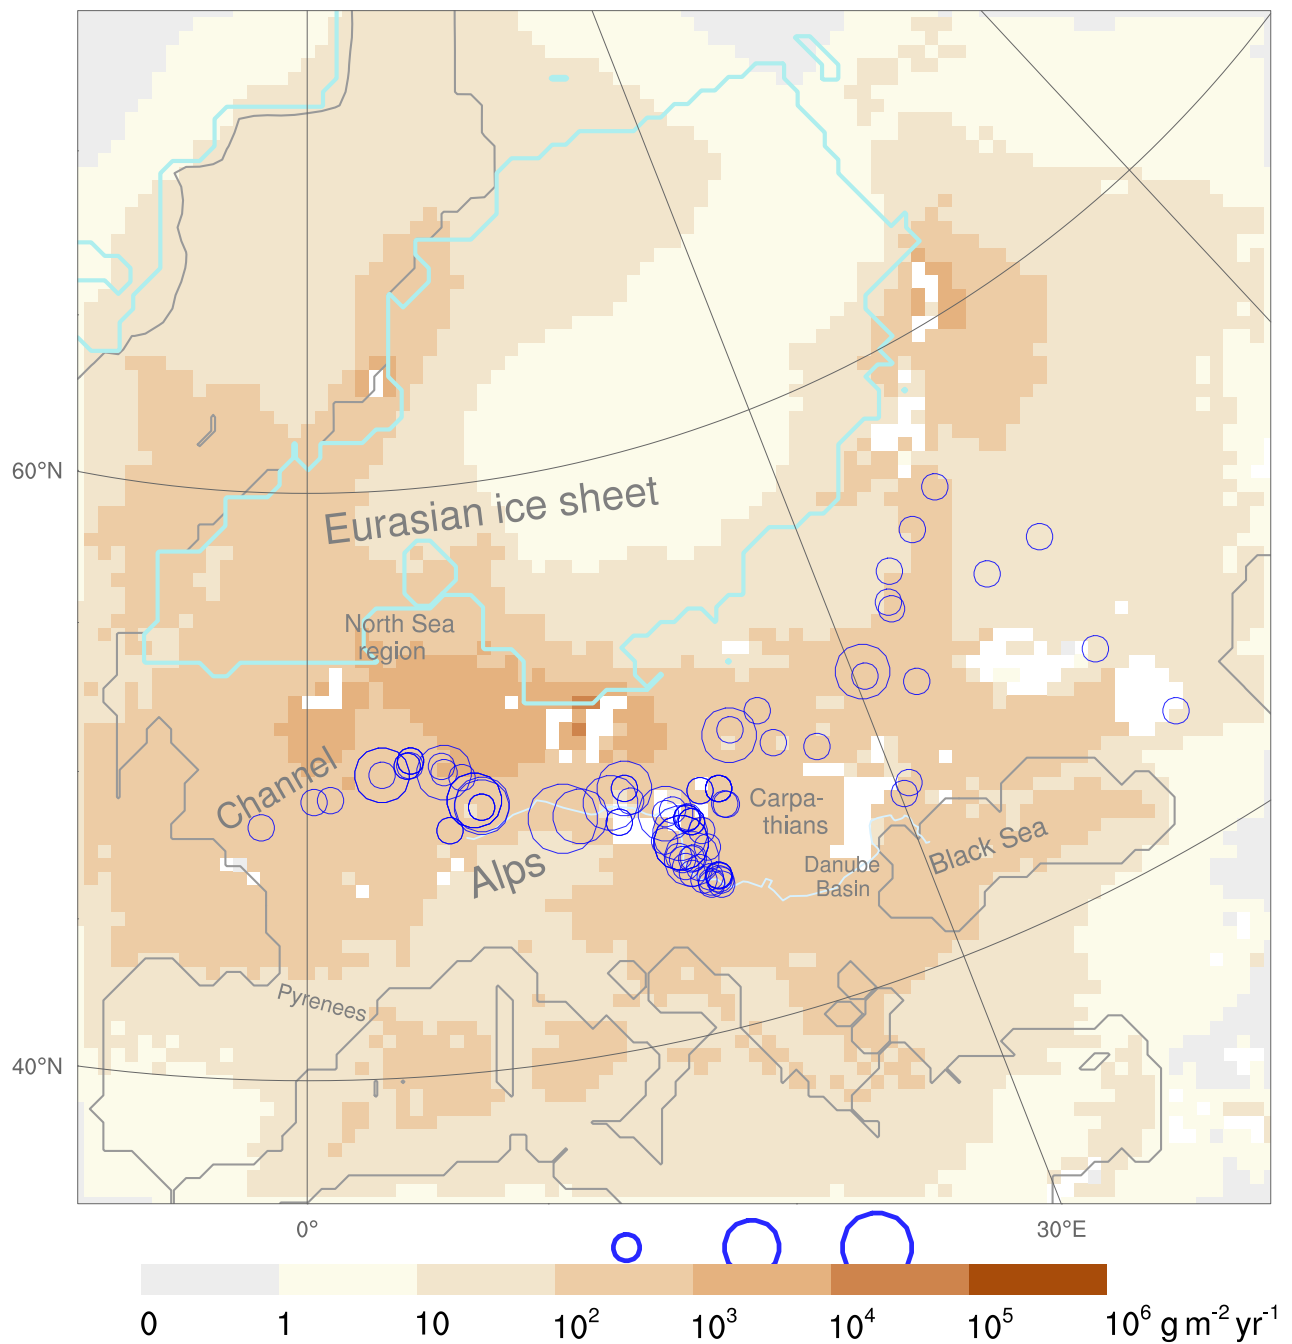 60°N
Eurasian ice sheet
North Sea
region
Channel
Carpa-
thians
Alps
Danube
Basin
Black Sea
Pyrenees
40°N
0°
30°E
0 1 10 10² 10³ 10⁴ 10⁵ 10⁶ g m⁻² yr⁻¹